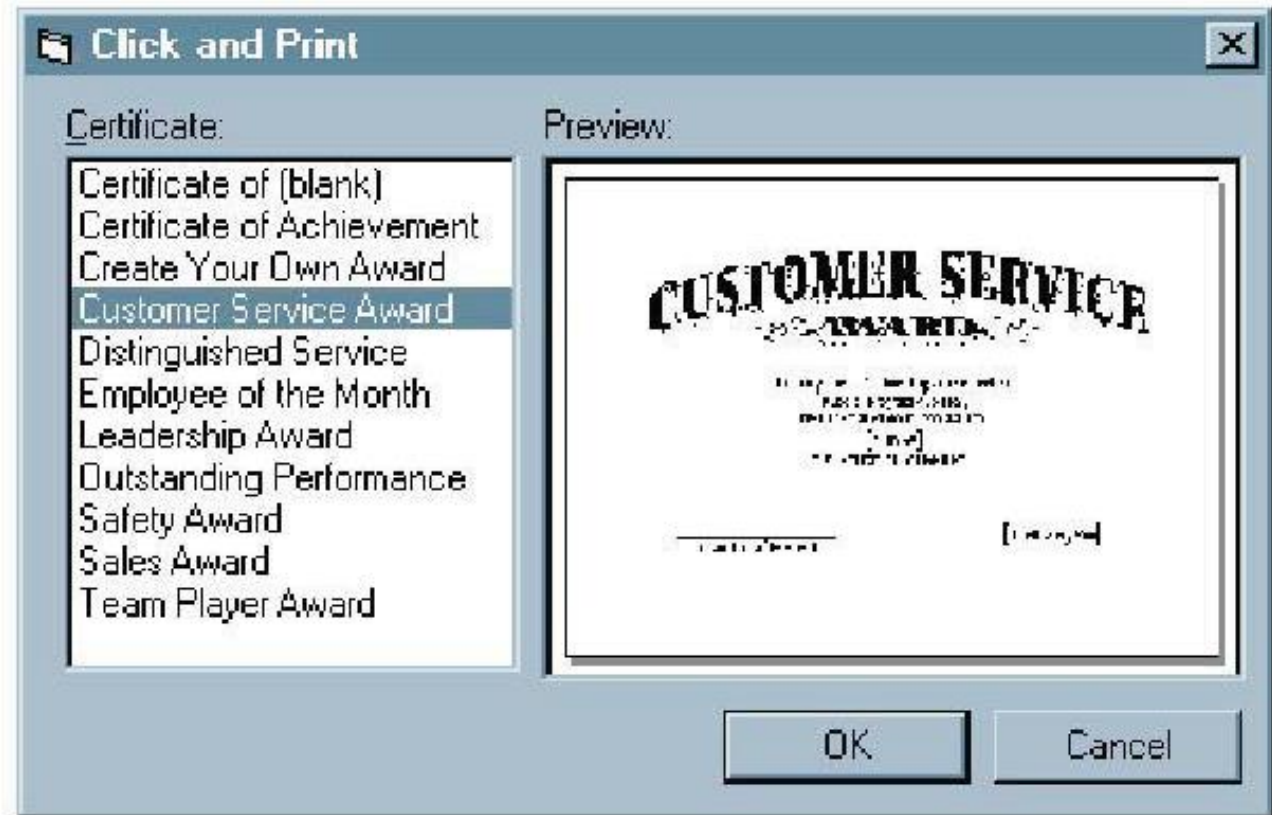 Click and Print
Certificate:
Certificate of (blank)
Certificate of Achievement
Create Your Own Award
Customer Service Award
Distinguished Service
Employee of the Month
Leadership Award
Outstanding Performance
Safety Award
Sales Award
Team Player Award
Preview:
CUSTOMER SERVICE
AWARD
OK
Cancel